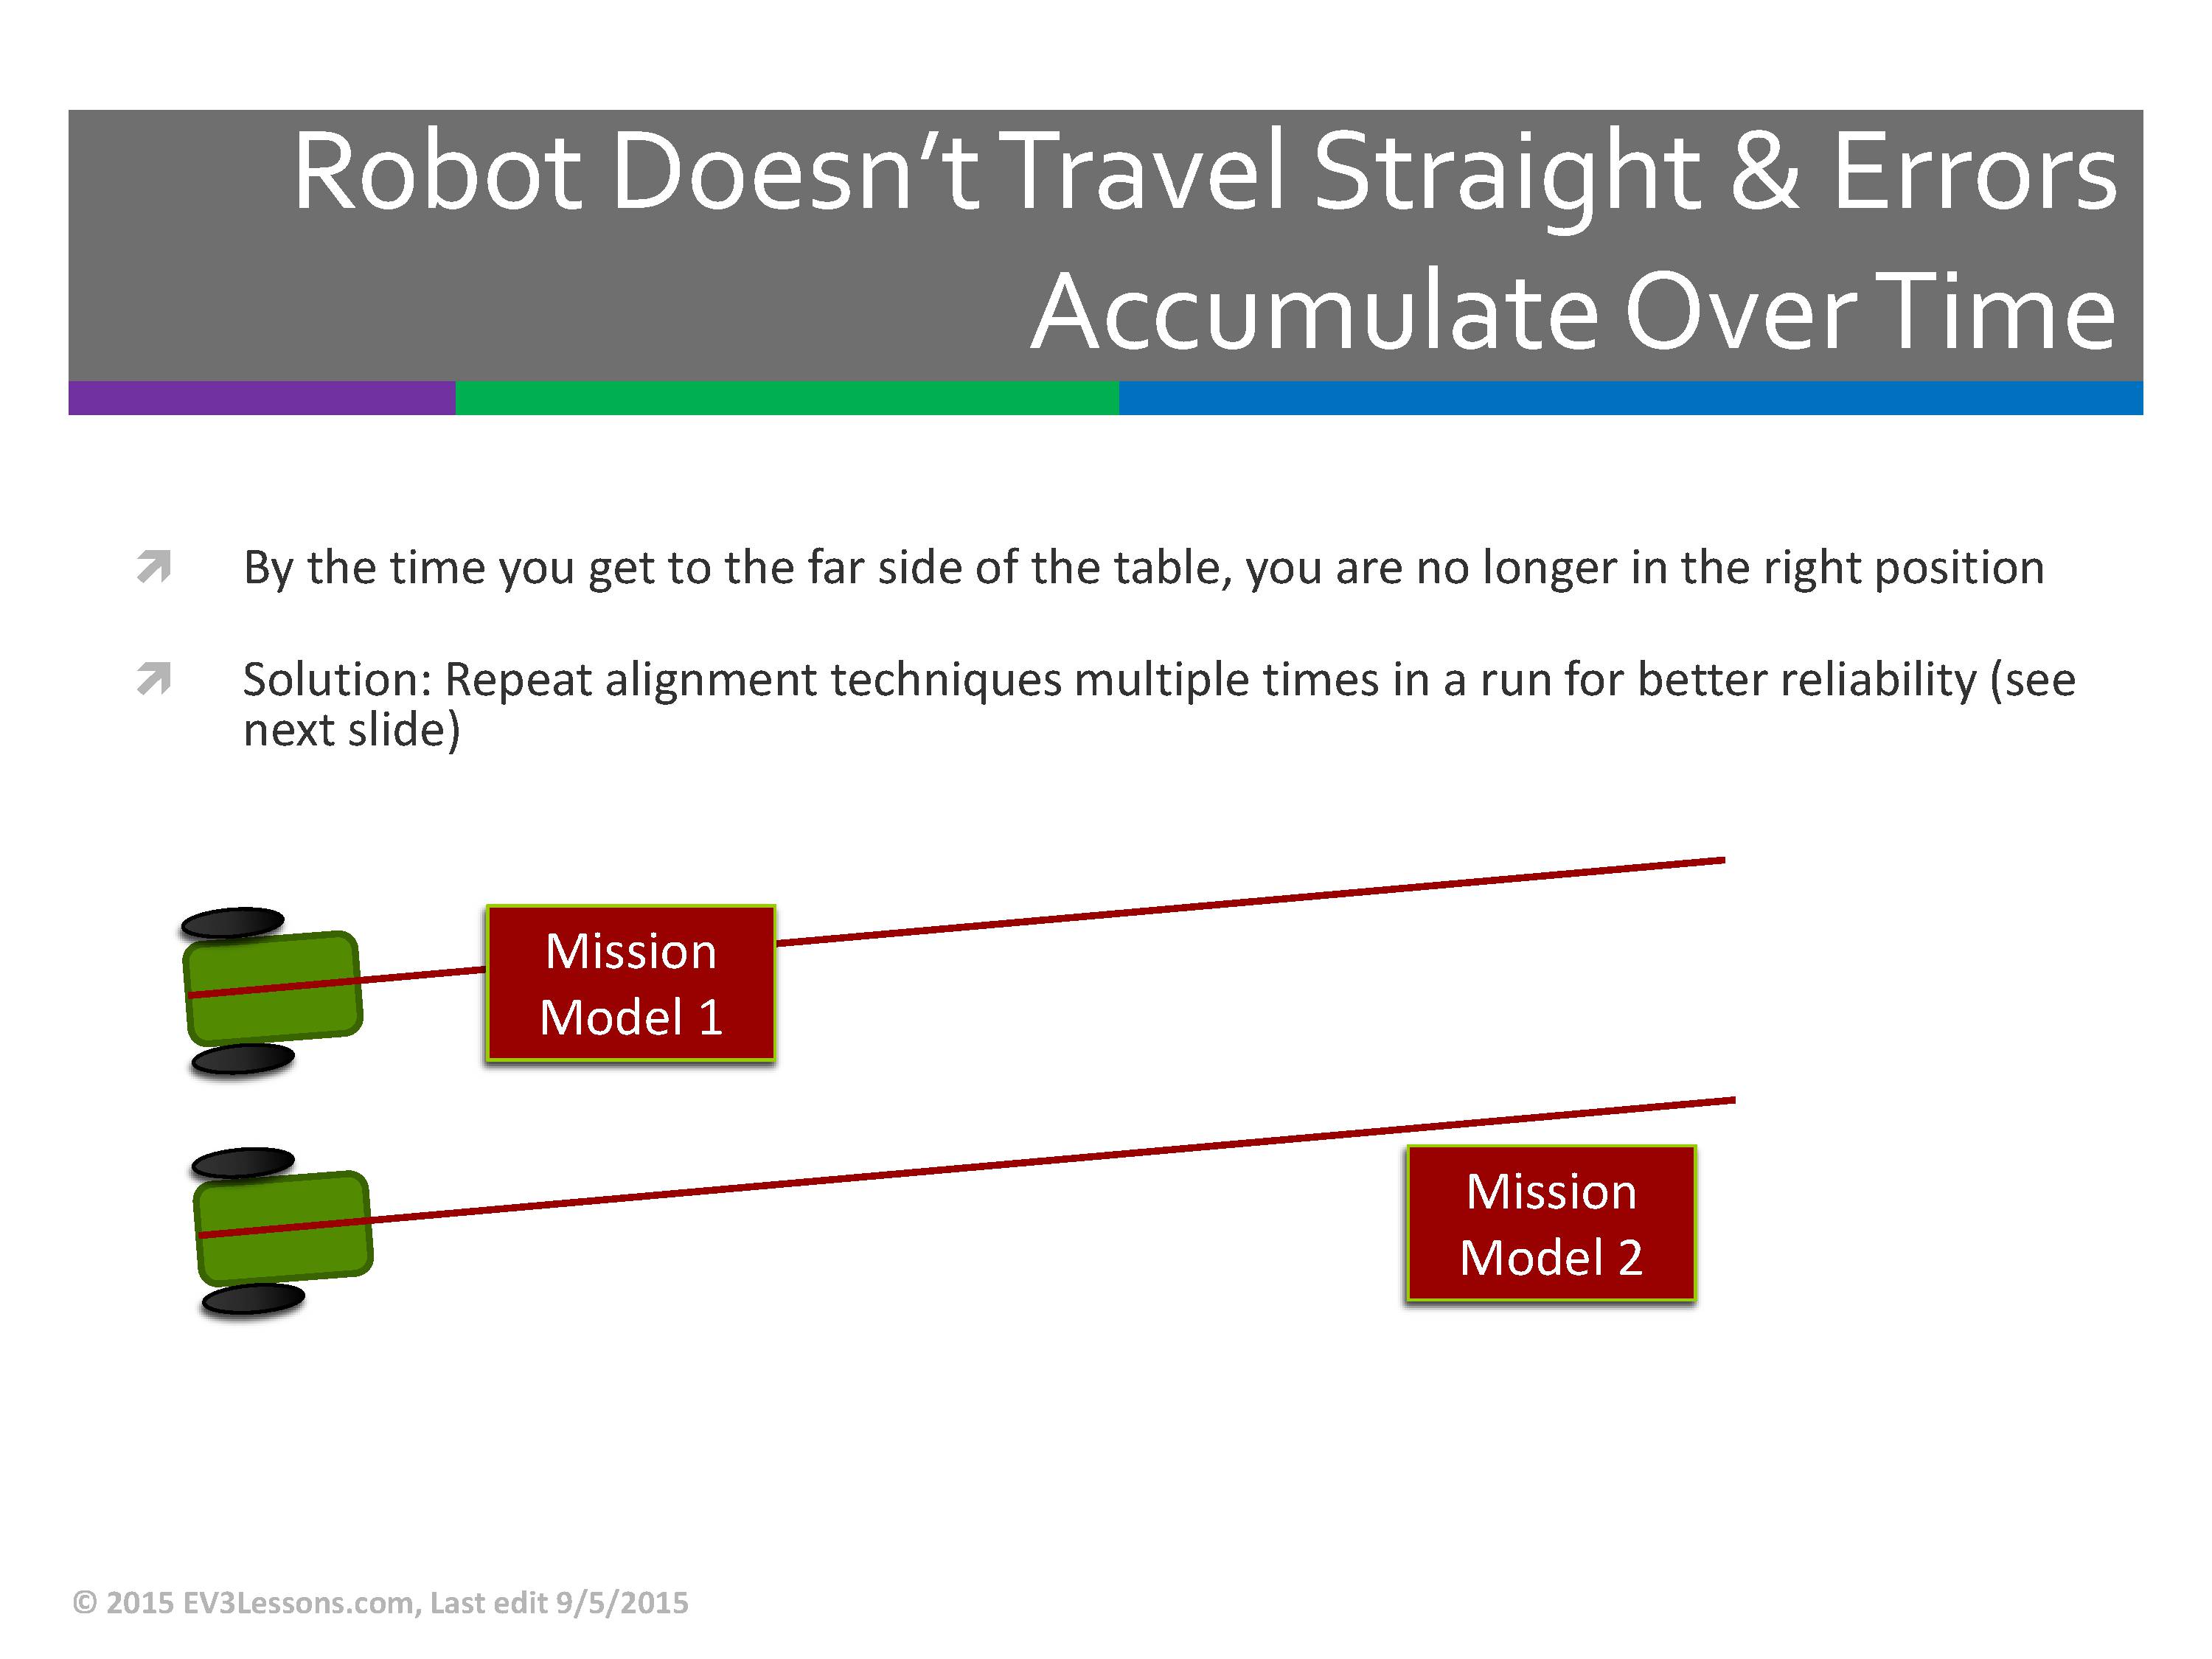 Robot Doesn’t Travel Straight & Errors
Accumulate Over Time
By the time you get to the far side of the table, you are no longer in the right position
Solution: Repeat alignment techniques multiple times in a run for better reliability (see
next slide)
Mission
Model 1
Mission
Model 2
© 2015 EV3Lessons.com, Last edit 9/5/2015